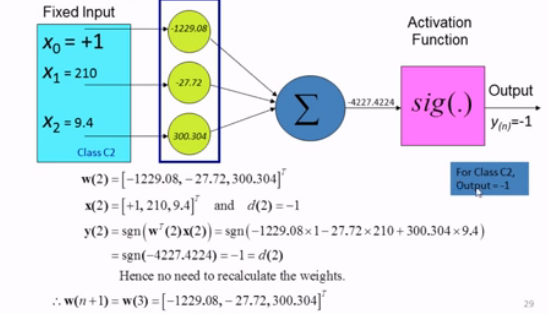 Fixed Input
x₀ = +1
x₁ = 210
x₂ = 9.4
Class C2
-1229.08
-27.72
300.304
Σ
-4227.4224
Activation
Function
sig(.)
Output
y(n)=-1
For Class C2,
Output = -1
w(2) = [-1229.08, -27.72, 300.304]ᵀ
x(2) = [+1, 210, 9.4]ᵀ and d(2) = -1
y(2) = sgn(wᵀ(2)x(2)) = sgn(-1229.08×1-27.72×210+300.304×9.4)
= sgn(-4227.4224) = -1 = d(2)
Hence no need to recalculate the weights.
∴ w(n+1) = w(3) = [-1229.08, -27.72, 300.304]ᵀ
29